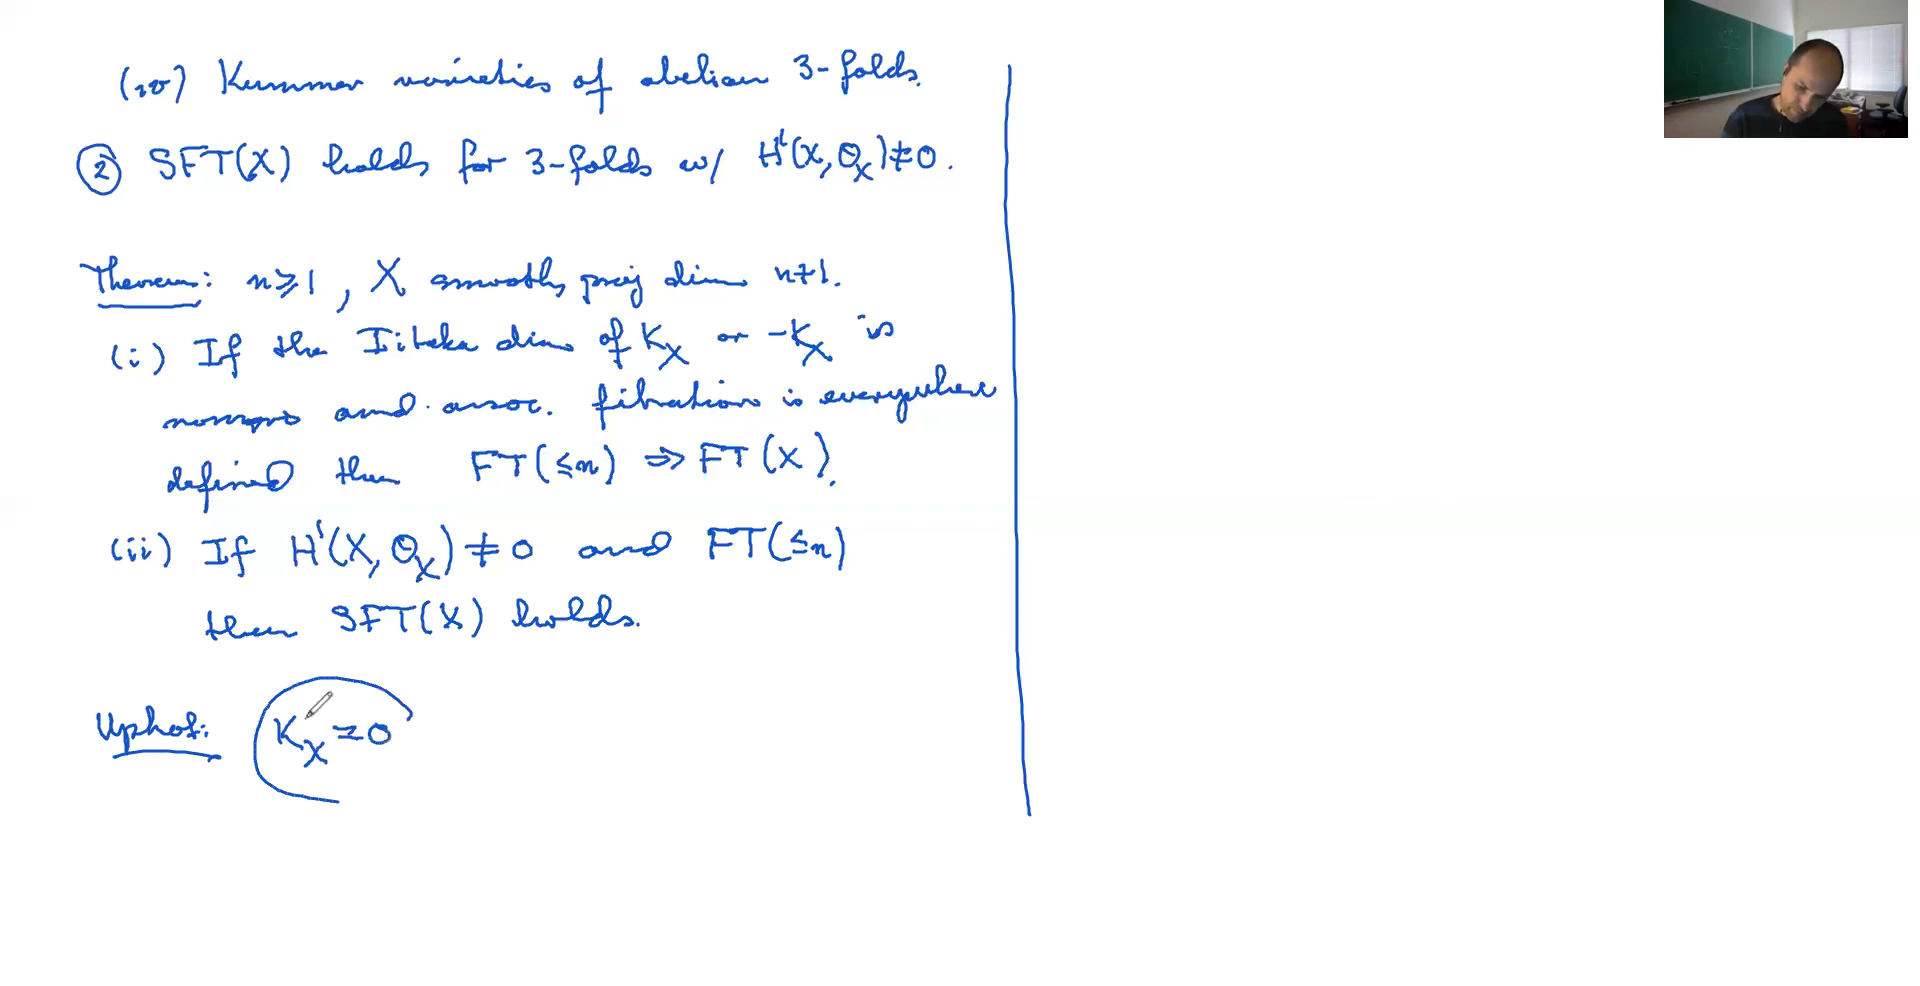 (iv) Kummer varieties of abelian 3-folds.
② SFT(X) holds for 3-folds w/ H¹(X, O_X) ≠ 0.
Theorem: n ≥ 1, X smooth, proj dim n+1.
(i) If the Iitaka dim of K_X or -K_X is
nonzero and assoc. fibration is everywhere
defined then FT(≤n) ⇒ FT(X).
(ii) If H¹(X, O_X) ≠ 0 and FT(≤n)
then SFT(X) holds.
Upshot: K_X = 0